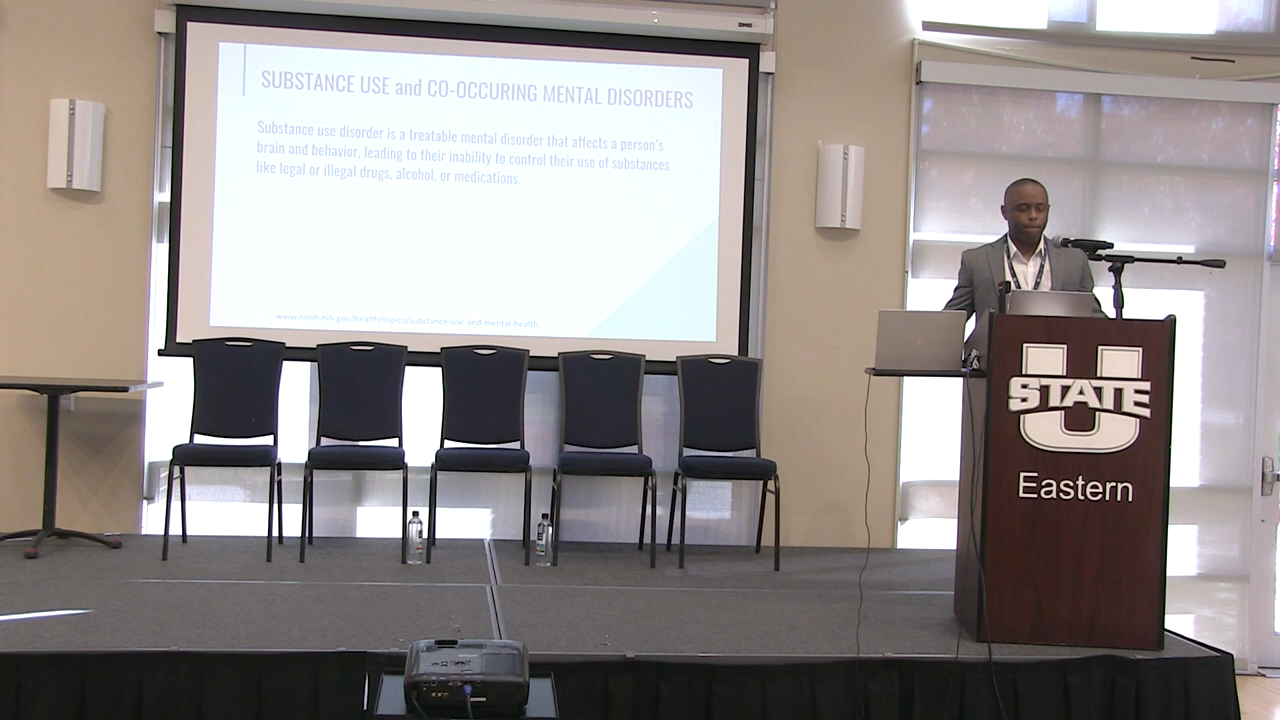 SUBSTANCE USE and CO-OCCURING MENTAL DISORDERS
Substance use disorder is a treatable mental disorder that affects a person's
brain and behavior, leading to their inability to control their use of substances
like legal or illegal drugs, alcohol, or medications.
www.nimh.nih.gov/health/topics/substance-use-and-mental-health
U
STATE
Eastern